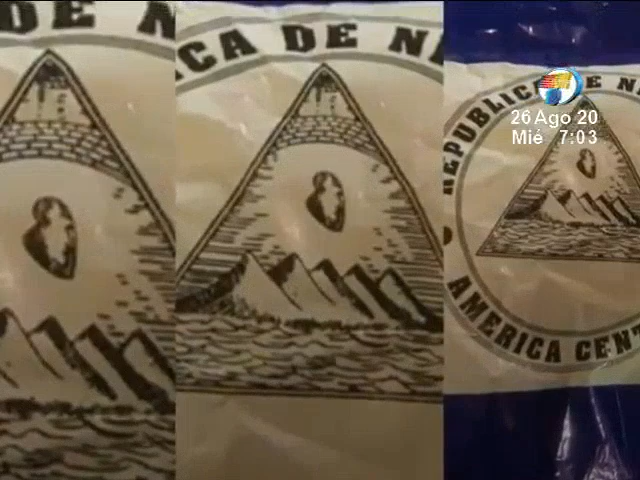 DE
CA DE
REPUBLICA DE
AMERICA CENT
26 Ago 20
Mié 7:03